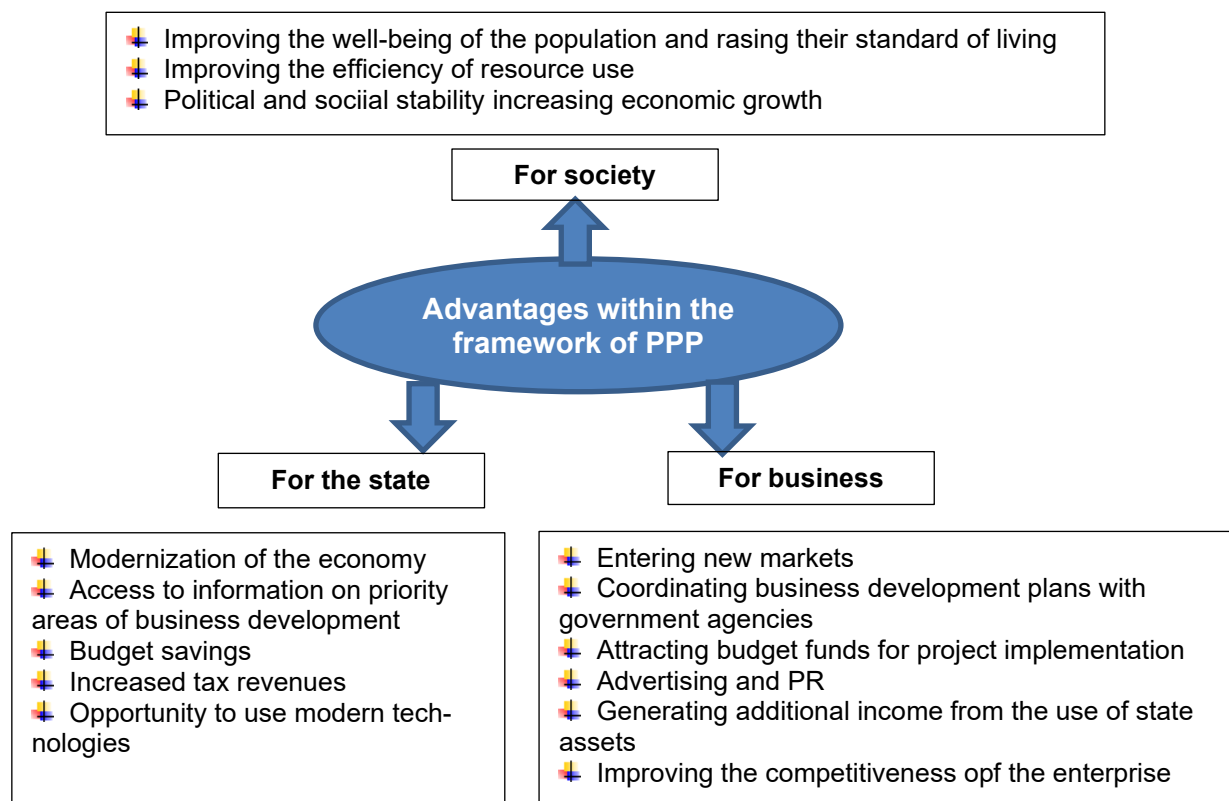 Improving the well-being of the population and rasing their standard of living
Improving the efficiency of resource use
Political and sociial stability increasing economic growth
For society
Advantages within the
framework of PPP
For the state
For business
Modernization of the economy
Access to information on priority
areas of business development
Budget savings
Increased tax revenues
Opportunity to use modern tech-
nologies
Entering new markets
Coordinating business development plans with
government agencies
Attracting budget funds for project implementation
Advertising and PR
Generating additional income from the use of state
assets
Improving the competitiveness opf the enterprise